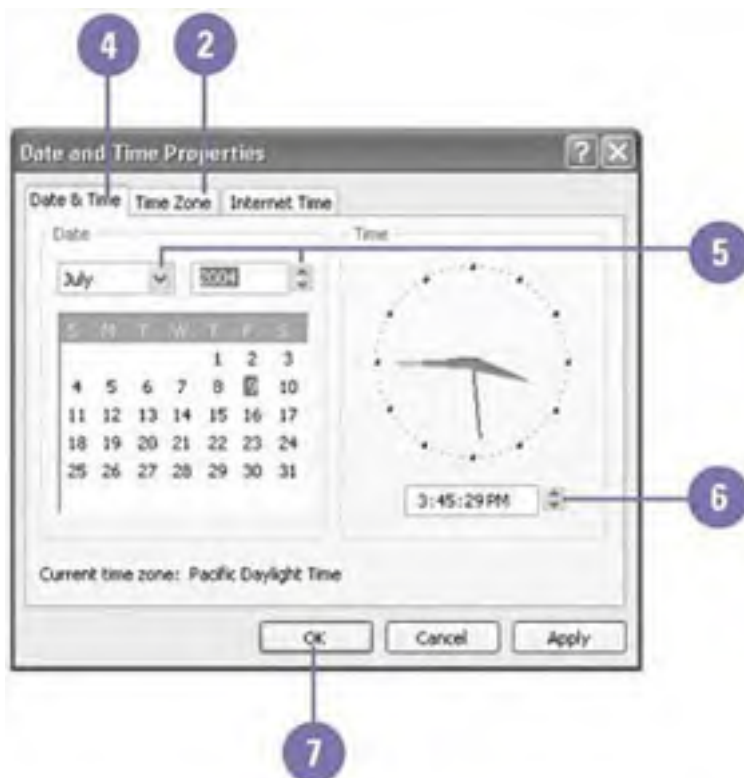 4 2
Date and Time Properties
Date & Time Time Zone Internet Time
Date Time
5
July 2004
S M T W T F S
1 2 3
4 5 6 7 8 9 10
11 12 13 14 15 16 17
18 19 20 21 22 23 24
25 26 27 28 29 30 31
3:45:29 PM
6
Current time zone: Pacific Daylight Time
OK Cancel Apply
7